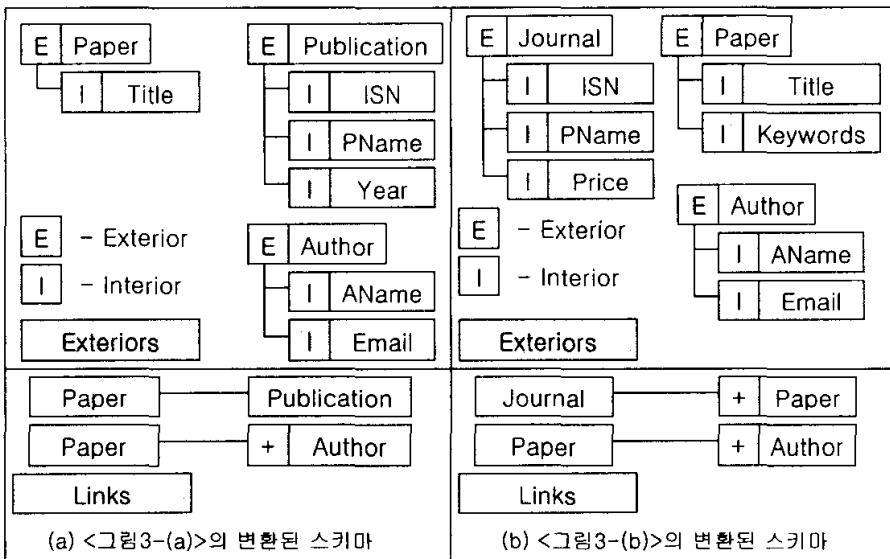 E Paper
I Title
E Publication
I ISN
I PName
I Year
E - Exterior
I - Interior
Exteriors
E Author
I AName
I Email
Paper Publication
Paper + Author
Links
(a) <그림3-(a)>의 변환된 스키마
E Journal
I ISN
I PName
I Price
E Paper
I Title
I Keywords
E - Exterior
I - Interior
Exteriors
E Author
I AName
I Email
Journal + Paper
Paper + Author
Links
(b) <그림3-(b)>의 변환된 스키마